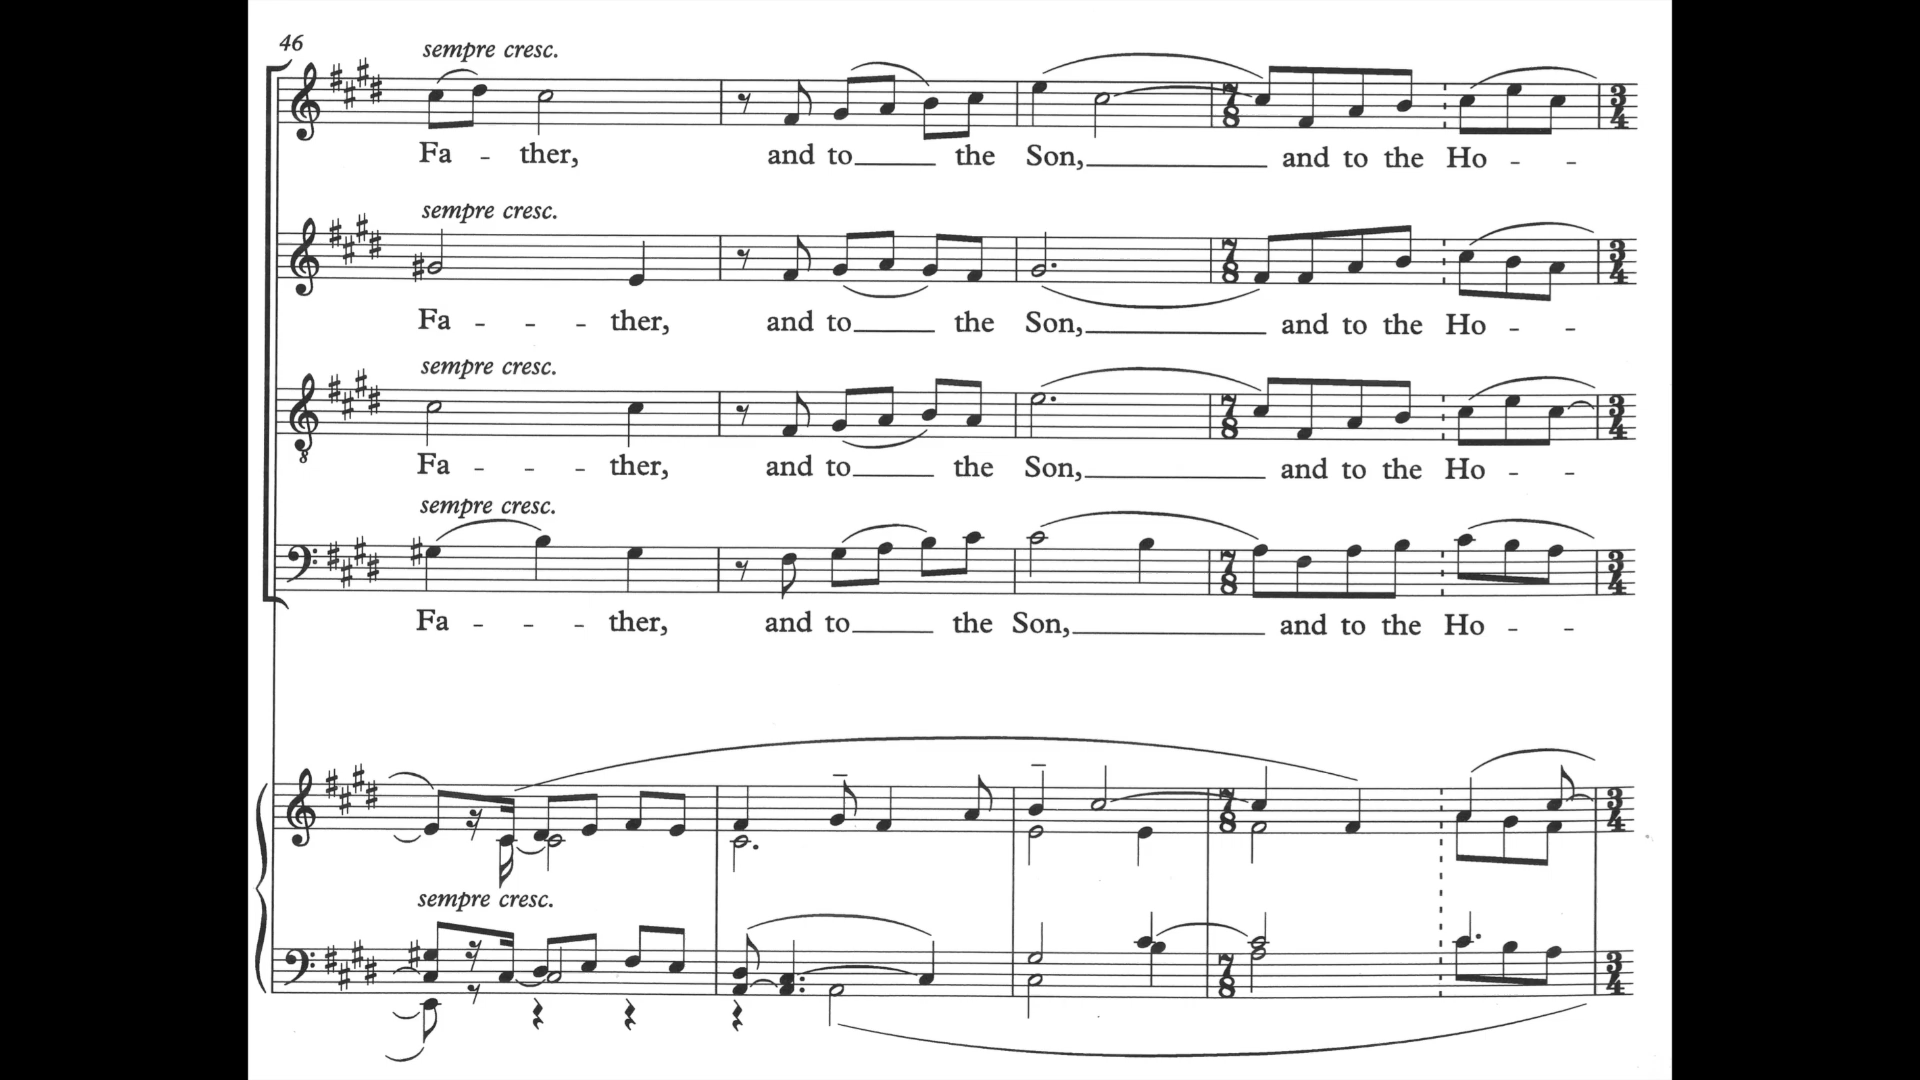 46
sempre cresc.
Fa - ther, and to the Son, and to the Ho - -
sempre cresc.
Fa - - - ther, and to the Son, and to the Ho - -
sempre cresc.
Fa - - - ther, and to the Son, and to the Ho - -
sempre cresc.
Fa - - - ther, and to the Son, and to the Ho - -
sempre cresc.